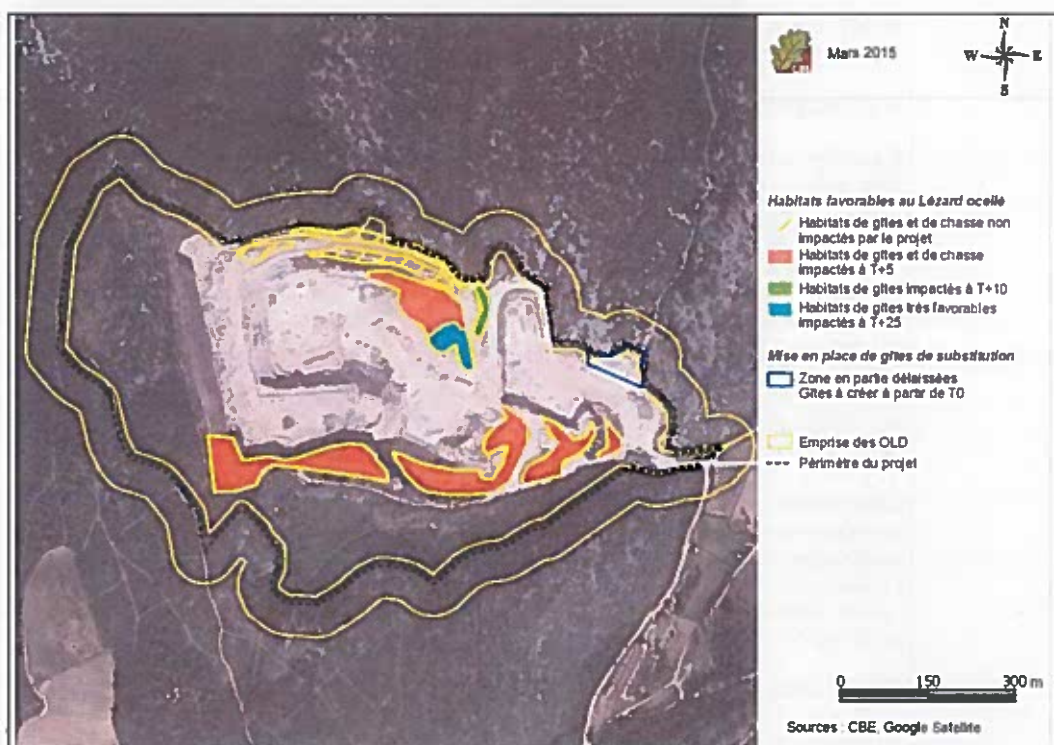 Mars 2015
N
W E
S
Habitats favorables au Lézard ocellé
Habitats de gîtes et de chasse non
impactés par le projet
Habitats de gîtes et de chasse
impactés à T+5
Habitats de gîtes impactés à T+10
Habitats de gîtes très favorables
impactés à T+25
Mise en place de gîtes de substitution
Zone en partie délaissées
Gîtes à créer à partir de T0
Emprise des OLD
Périmètre du projet
0 150 300 m
Sources : CBE, Google Satellite